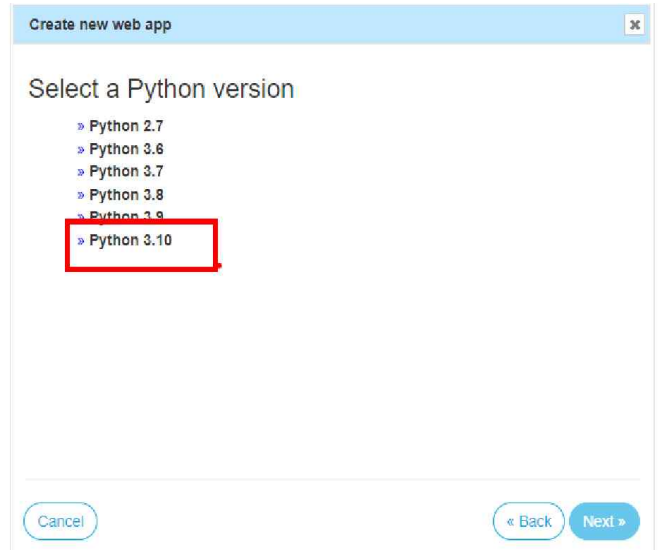 Create new web app
Select a Python version
» Python 2.7
» Python 3.6
» Python 3.7
» Python 3.8
» Python 3.9
» Python 3.10
Cancel
« Back
Next »